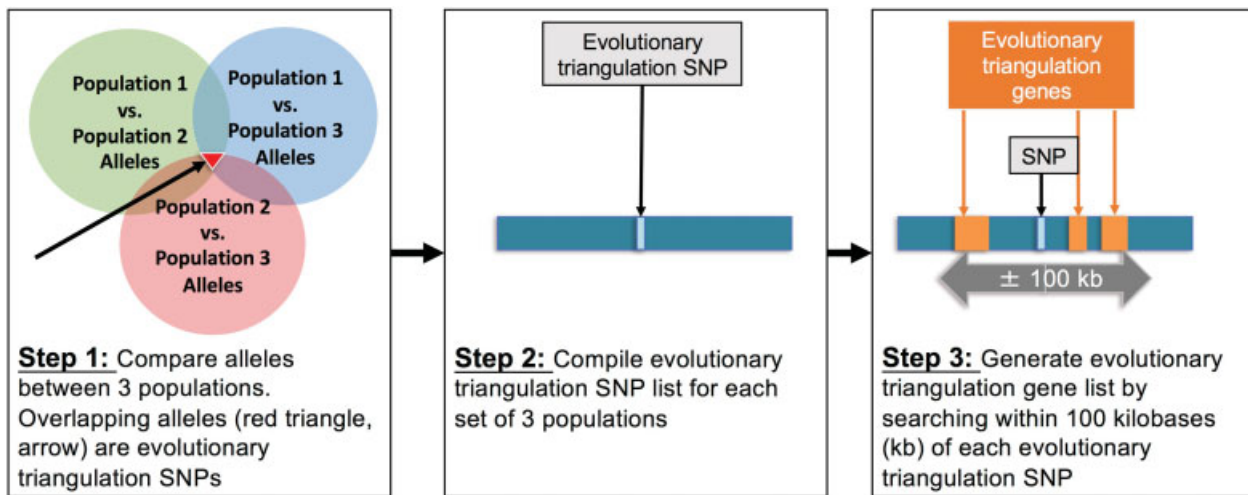 Population 1
vs.
Population 2
Alleles
Population 1
vs.
Population 3
Alleles
Population 2
vs.
Population 3
Alleles
Step 1: Compare alleles
between 3 populations.
Overlapping alleles (red triangle,
arrow) are evolutionary
triangulation SNPs
Evolutionary
triangulation SNP
Step 2: Compile evolutionary
triangulation SNP list for each
set of 3 populations
Evolutionary
triangulation
genes
SNP
± 100 kb
Step 3: Generate evolutionary
triangulation gene list by
searching within 100 kilobases
(kb) of each evolutionary
triangulation SNP